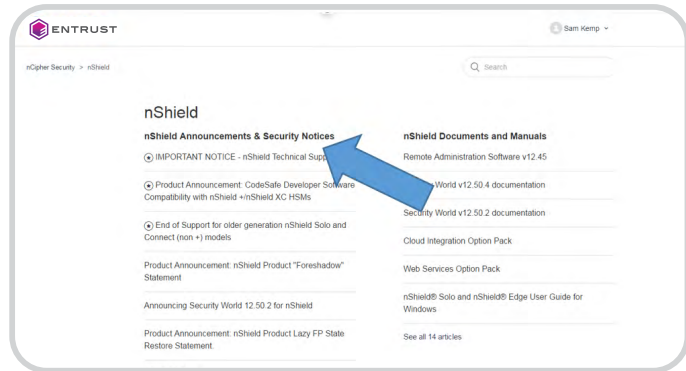 ENTRUST
Sam Kemp
nCipher Security > nShield
Search
nShield
nShield Announcements & Security Notices
IMPORTANT NOTICE - nShield Technical
Product Announcement: CodeSafe Developer Software
Compatibility with nShield +/nShield XC HSMs
End of Support for older generation nShield Solo and
Connect (non +) models
Product Announcement: nShield Product "Foreshadow"
Statement
Announcing Security World 12.50.2 for nShield
Product Announcement: nShield Product Lazy FP State
Restore Statement.
nShield Documents and Manuals
Remote Administration Software v12.45
World v12.50.4 documentation
Security World v12.50.2 documentation
Cloud Integration Option Pack
Web Services Option Pack
nShield® Solo and nShield® Edge User Guide for
Windows
See all 14 articles